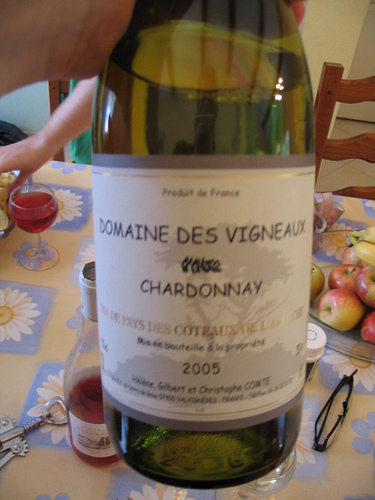 Produit de France
DOMAINE DES VIGNEAUX
CHARDONNAY
DE PAYS DES COTEAUX DE L'ARDECHE
Mis en bouteille à la propriété
2005
Hélène, Gilbert et Christophe COMTE
FRANCE